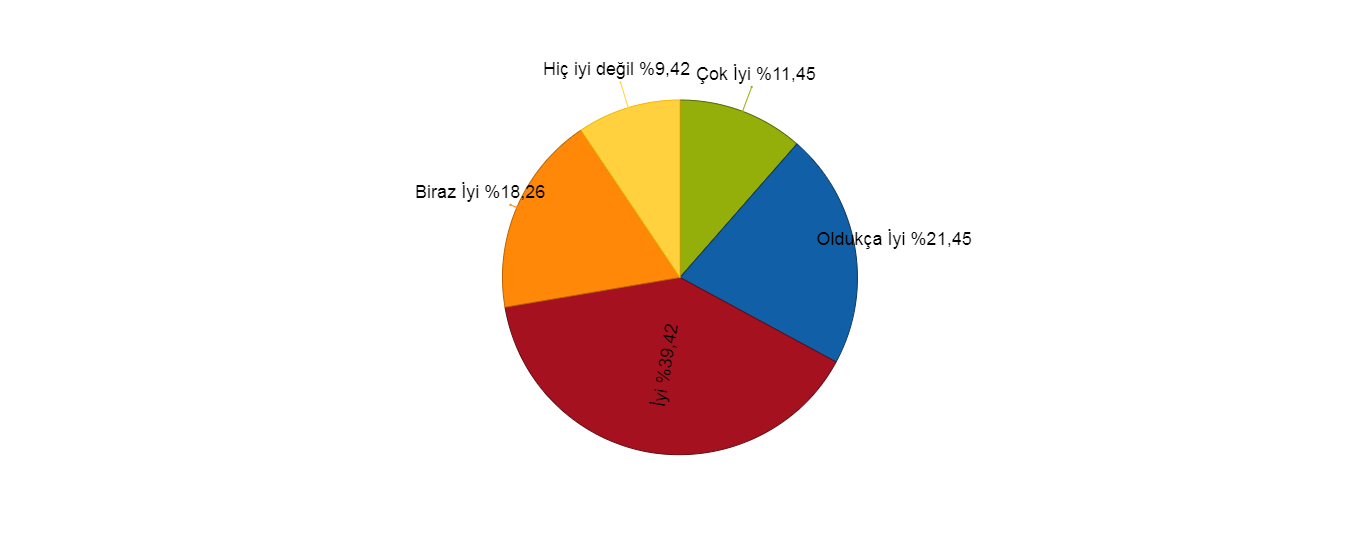 Hiç iyi değil %9,42
Çok İyi %11,45
Biraz İyi %18,26
Oldukça İyi %21,45
İyi %39,42